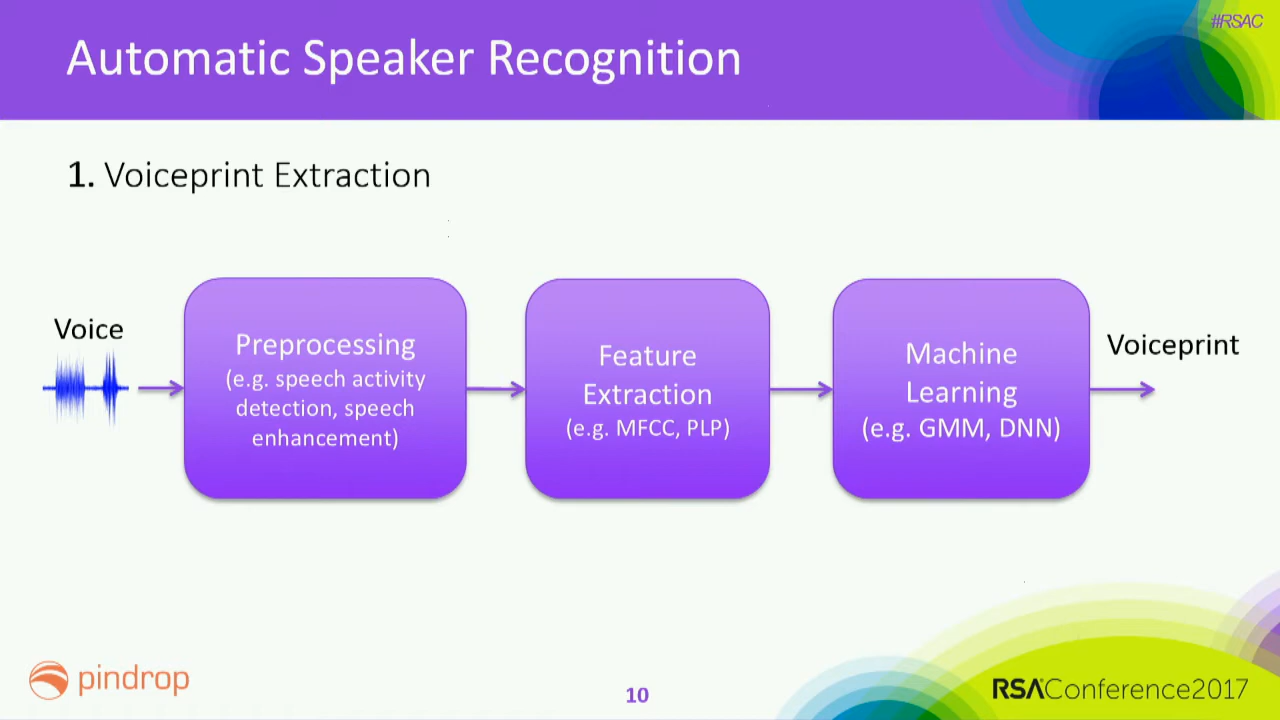 #RSAC
Automatic Speaker Recognition
1. Voiceprint Extraction
Voice
Preprocessing
(e.g. speech activity
detection, speech
enhancement)
Feature
Extraction
(e.g. MFCC, PLP)
Machine
Learning
(e.g. GMM, DNN)
Voiceprint
pindrop
10
RSAConference2017